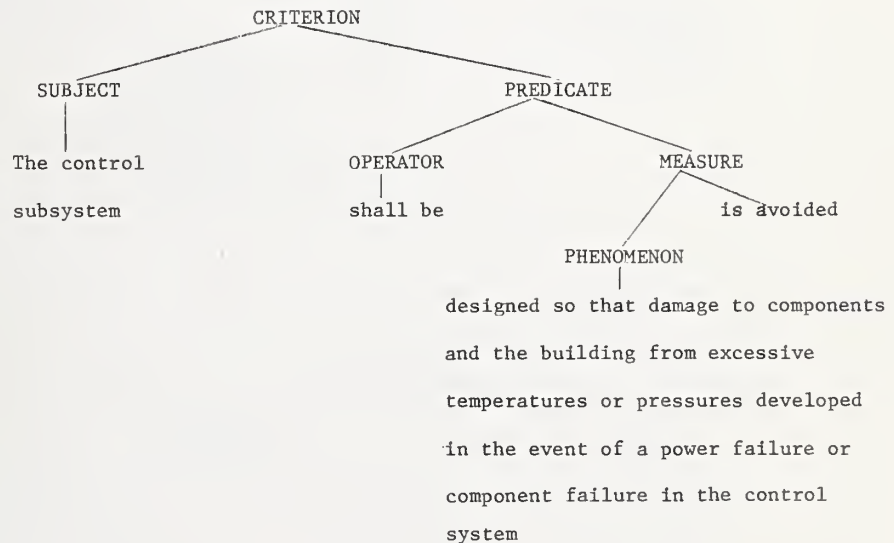 CRITERION
SUBJECT PREDICATE
The control OPERATOR MEASURE
subsystem shall be is avoided
PHENOMENON
designed so that damage to components
and the building from excessive
temperatures or pressures developed
in the event of a power failure or
component failure in the control
system